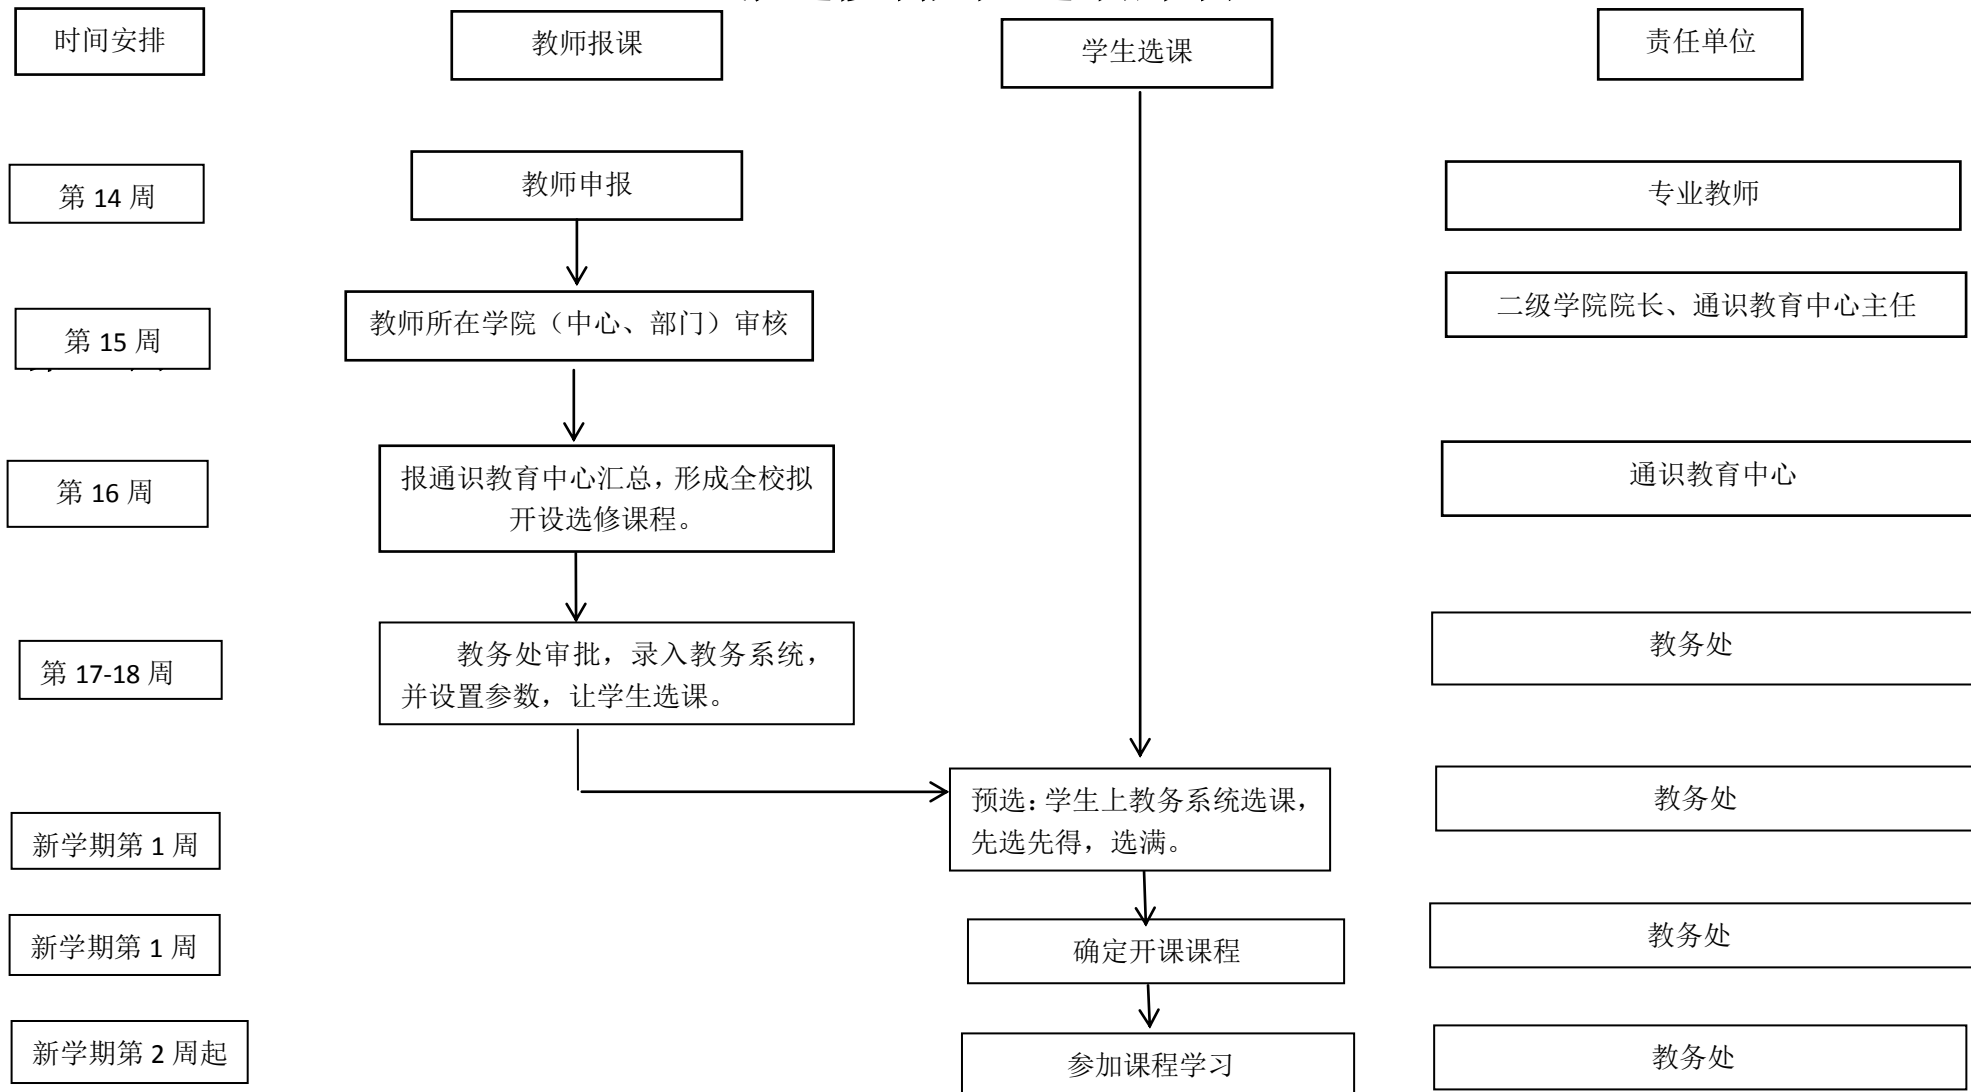 时间安排
教师报课
学生选课
责任单位
第 14 周
教师申报
专业教师
第 15 周
教师所在学院（中心、部门）审核
二级学院院长、通识教育中心主任
第 16 周
报通识教育中心汇总，形成全校拟
开设选修课程。
通识教育中心
第 17-18 周
教务处审批，录入教务系统，
并设置参数，让学生选课。
教务处
新学期第 1 周
预选：学生上教务系统选课，
先选先得，选满。
教务处
新学期第 1 周
确定开课课程
教务处
新学期第 2 周起
参加课程学习
教务处